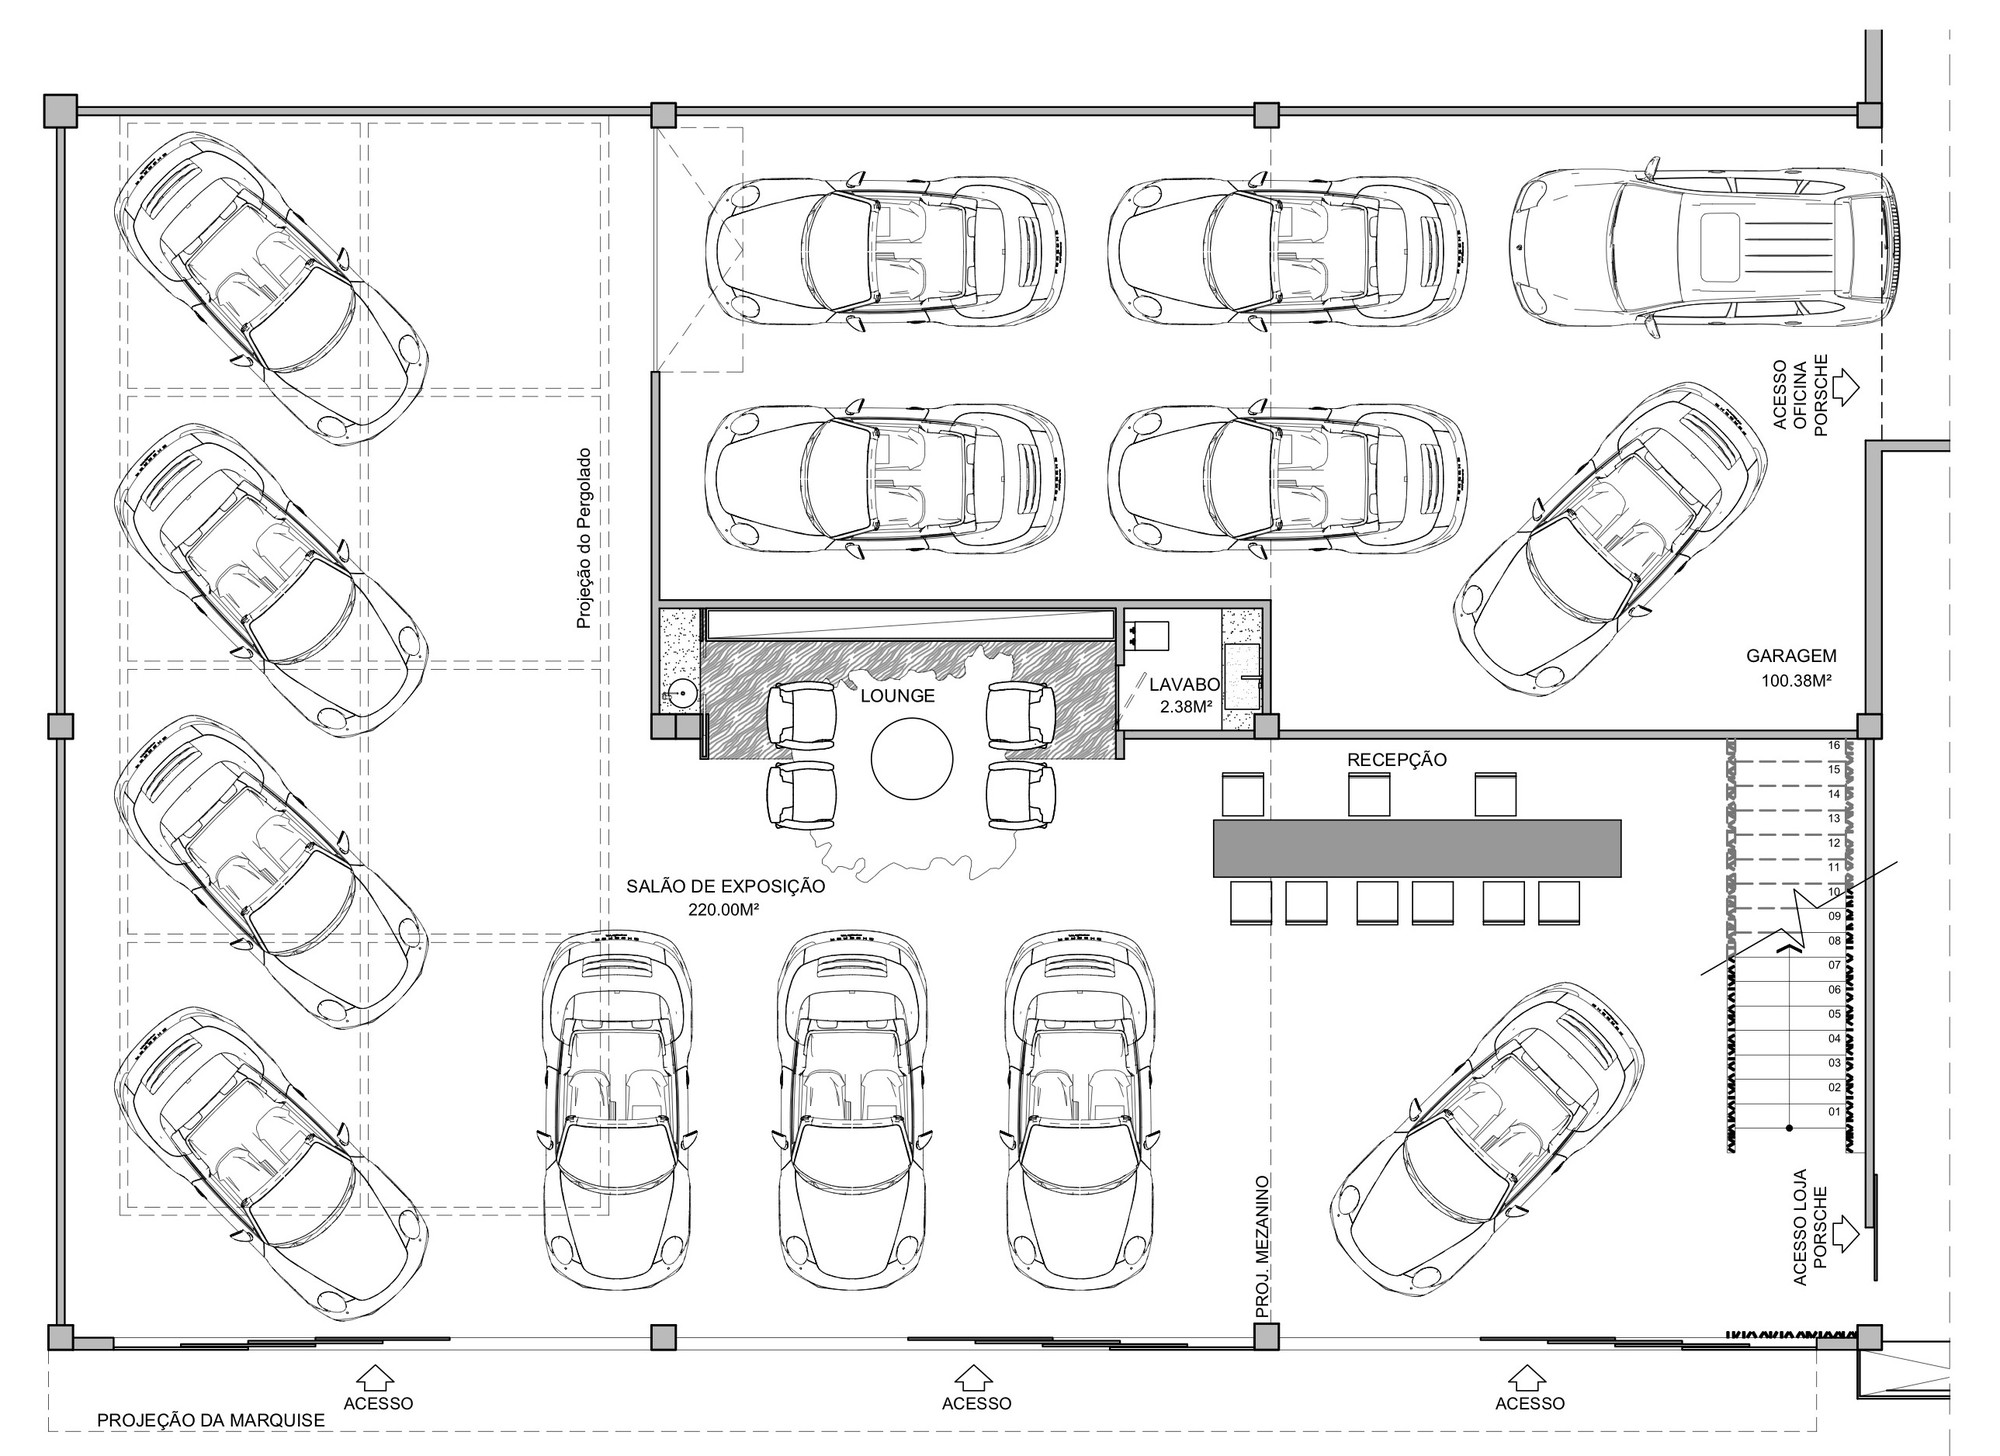 ACESSO
OFICINA
PORSCHE
Projeção do Pergolado
GARAGEM
100.38M²
LOUNGE
LAVABO
2.38M²
RECEPÇÃO
16
15
14
13
12
11
10
09
08
07
06
05
04
03
02
01
SALÃO DE EXPOSIÇÃO
220.00M²
PROJ. MEZANINO
ACESSO LOJA
PORSCHE
ACESSO
ACESSO
ACESSO
PROJEÇÃO DA MARQUISE